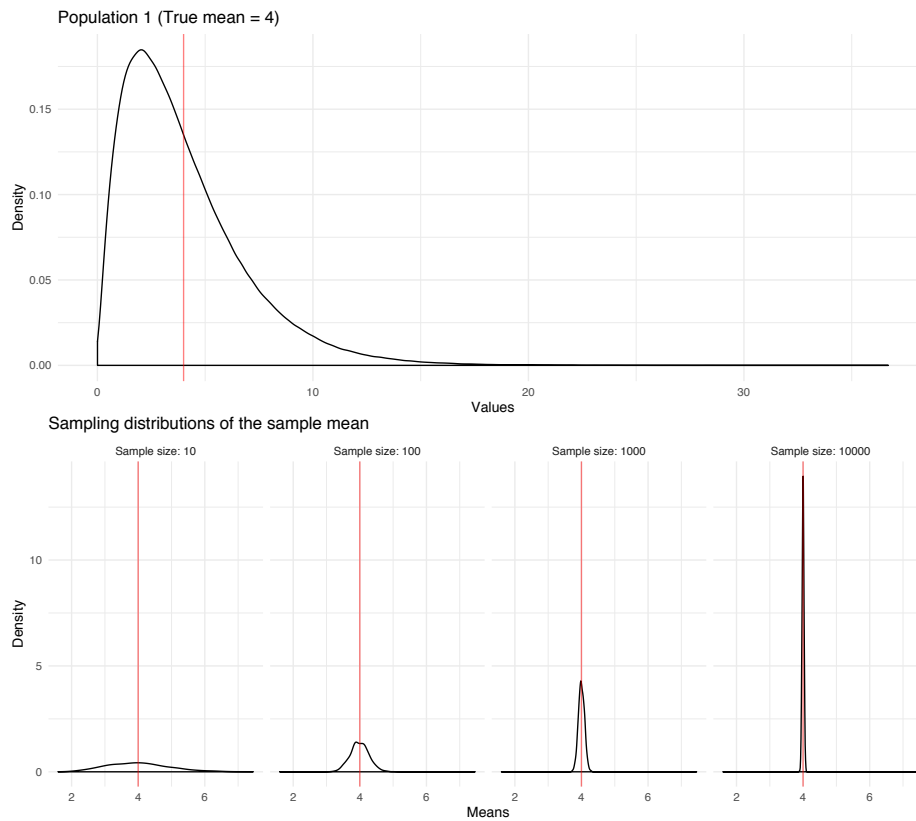 Population 1 (True mean = 4)
0.15
0.10
0.05
0.00
Density
0 10 20 30
Values
Sampling distributions of the sample mean
Sample size: 10 Sample size: 100 Sample size: 1000 Sample size: 10000
10
5
0
Density
2 4 6 2 4 6 2 4 6 2 4 6
Means